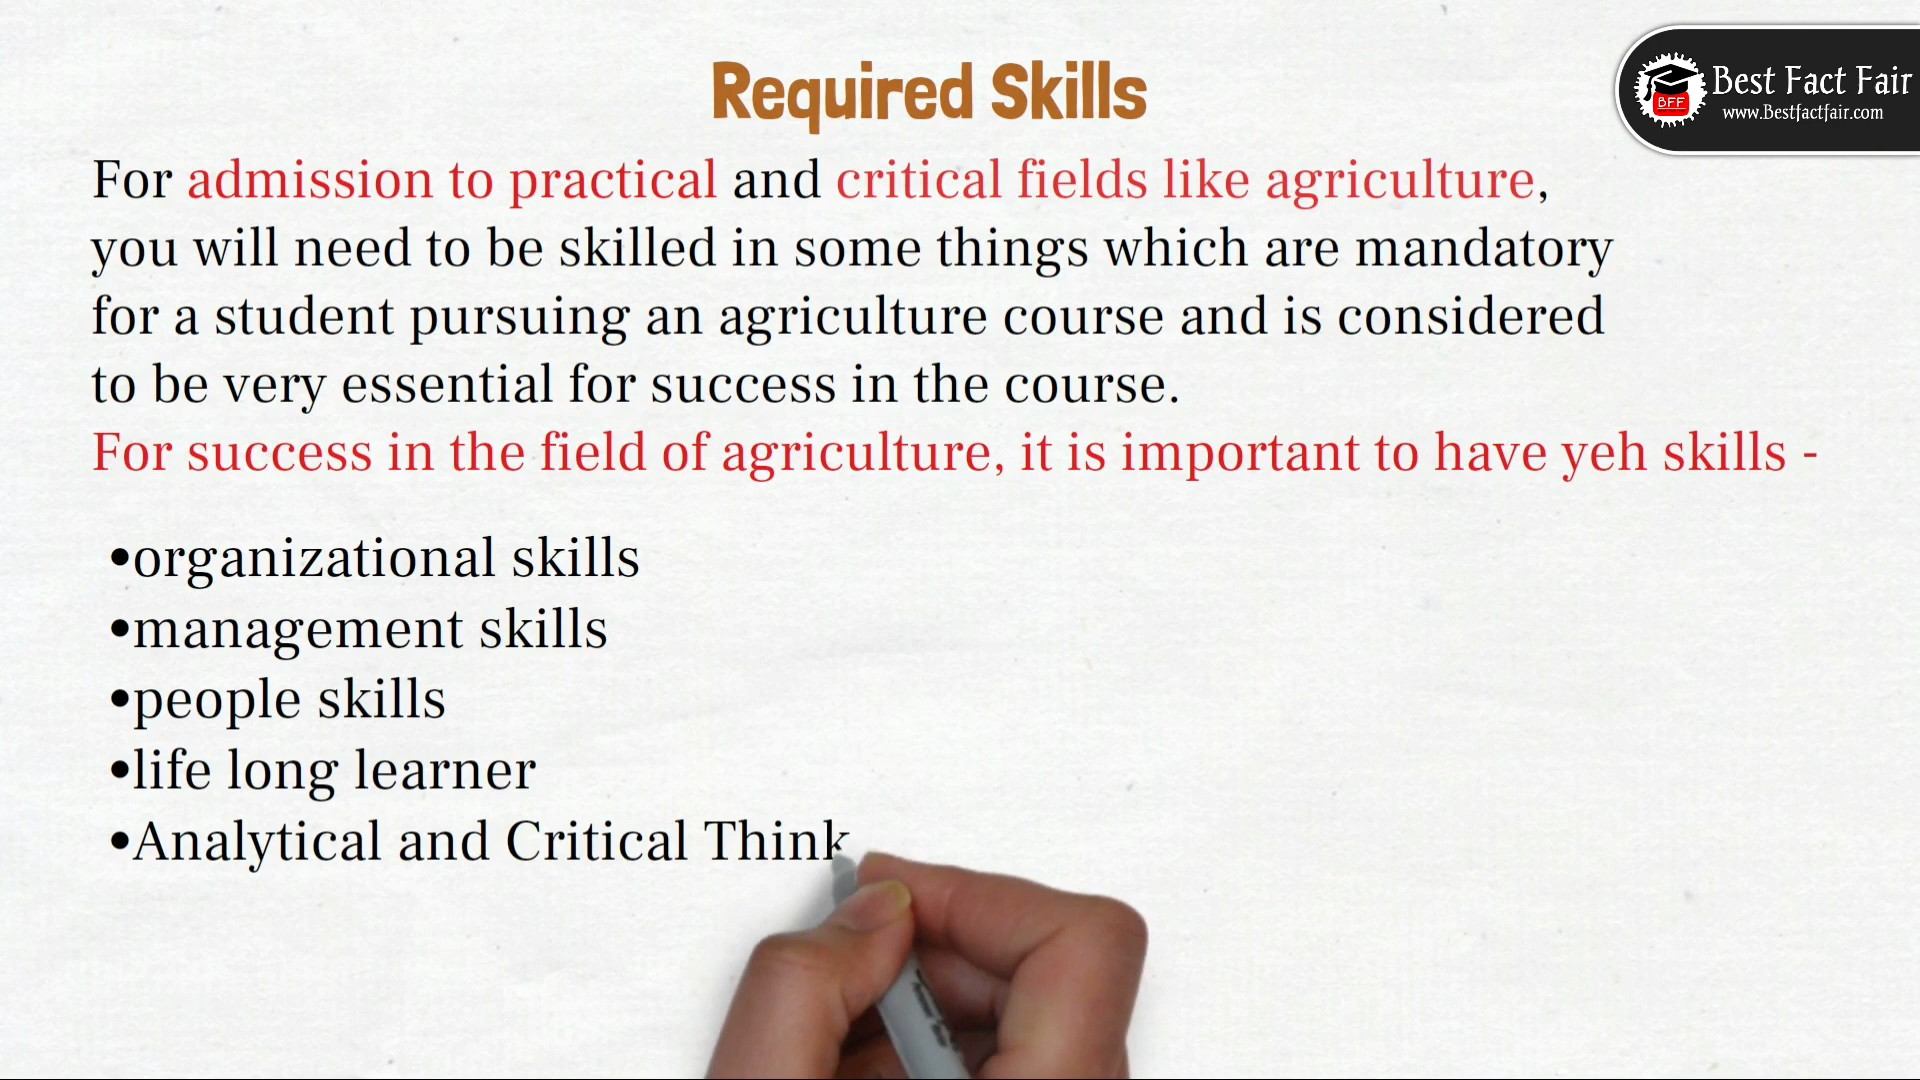 Required Skills
Best Fact Fair
BFF
www.Bestfactfair.com
For admission to practical and critical fields like agriculture,
you will need to be skilled in some things which are mandatory
for a student pursuing an agriculture course and is considered
to be very essential for success in the course.
For success in the field of agriculture, it is important to have yeh skills -
•organizational skills
•management skills
•people skills
•life long learner
•Analytical and Critical Think